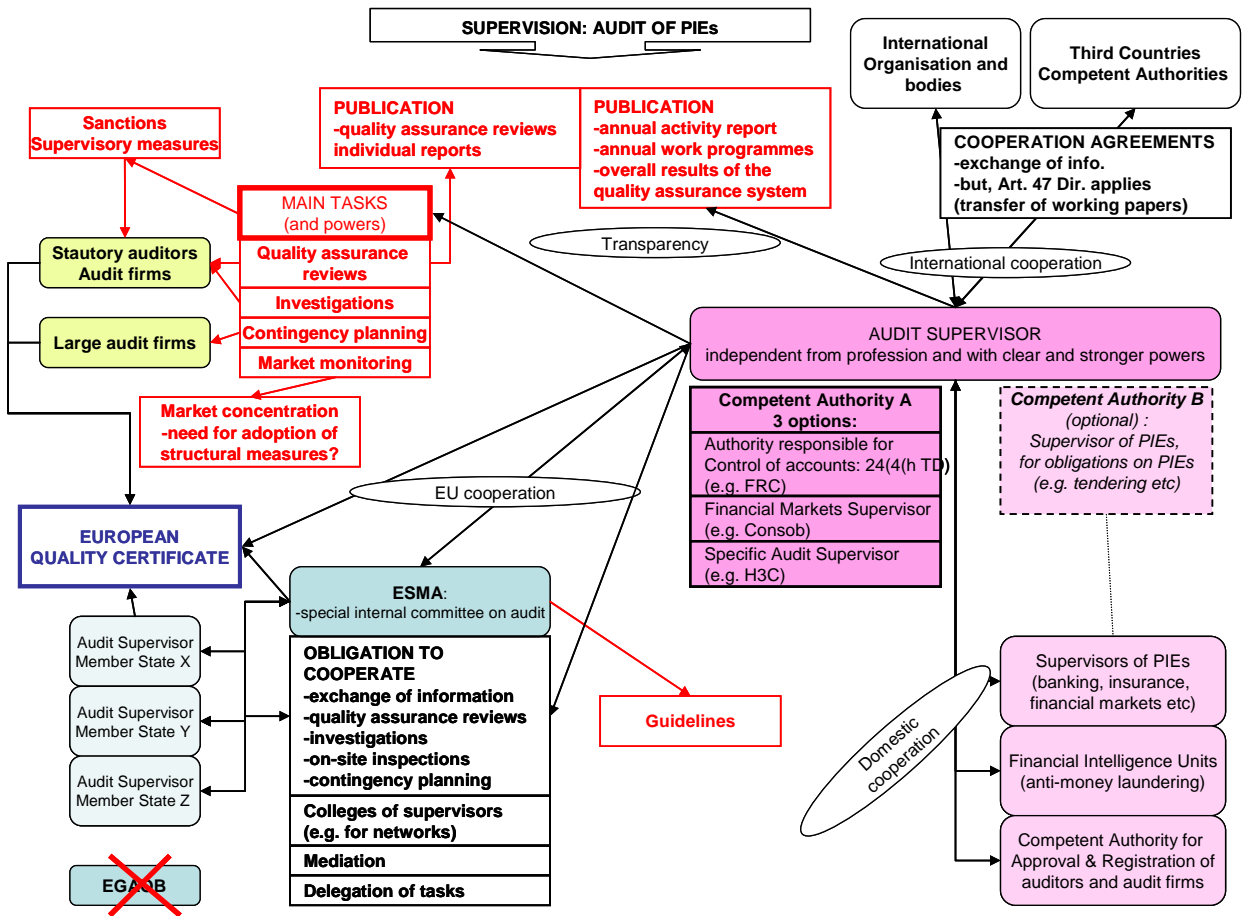 SUPERVISION: AUDIT OF PIEs
International
Organisation and
bodies
Third Countries
Competent Authorities
COOPERATION AGREEMENTS
-exchange of info.
-but, Art. 47 Dir. applies
(transfer of working papers)
PUBLICATION
-quality assurance reviews
individual reports
PUBLICATION
-annual activity report
-annual work programmes
-overall results of the
quality assurance system
Sanctions
Supervisory measures
MAIN TASKS
(and powers)
Quality assurance
reviews
Investigations
Contingency planning
Market monitoring
Stautory auditors
Audit firms
Large audit firms
Market concentration
-need for adoption of
structural measures?
Transparency
International cooperation
AUDIT SUPERVISOR
independent from profession and with clear and stronger powers
Competent Authority A
3 options:
Authority responsible for
Control of accounts: 24(4(h TD)
(e.g. FRC)
Financial Markets Supervisor
(e.g. Consob)
Specific Audit Supervisor
(e.g. H3C)
Competent Authority B
(optional) :
Supervisor of PIEs,
for obligations on PIEs
(e.g. tendering etc)
EU cooperation
EUROPEAN
QUALITY CERTIFICATE
ESMA:
-special internal committee on audit
OBLIGATION TO
COOPERATE
-exchange of information
-quality assurance reviews
-investigations
-on-site inspections
-contingency planning
Colleges of supervisors
(e.g. for networks)
Mediation
Delegation of tasks
Guidelines
Audit Supervisor
Member State X
Audit Supervisor
Member State Y
Audit Supervisor
Member State Z
EGAOB
Domestic
cooperation
Supervisors of PIEs
(banking, insurance,
financial markets etc)
Financial Intelligence Units
(anti-money laundering)
Competent Authority for
Approval & Registration of
auditors and audit firms